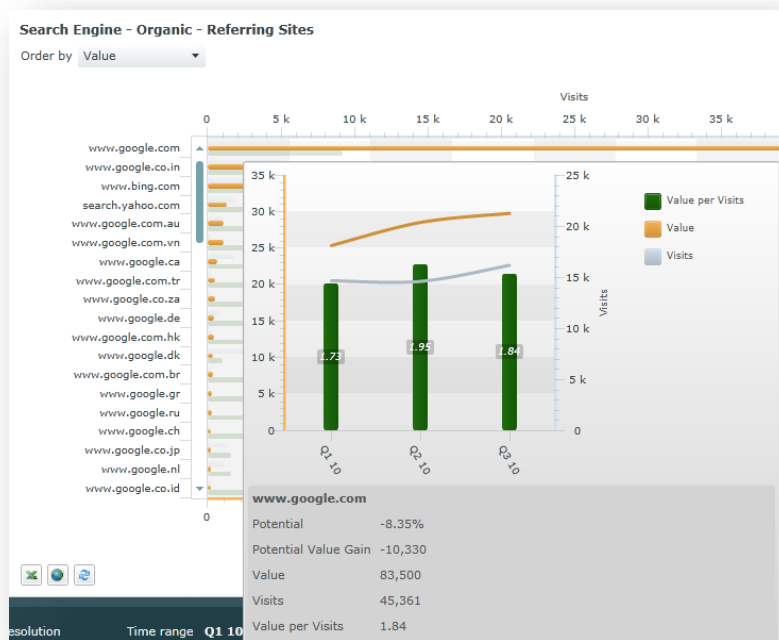 Search Engine - Organic - Referring Sites
Order by Value
Visits
0 5 k 10 k 15 k 20 k 25 k 30 k 35 k
www.google.com
www.google.co.in
www.bing.com
search.yahoo.com
www.google.com.au
www.google.com.vn
www.google.ca
www.google.com.tr
www.google.co.za
www.google.de
www.google.com.hk
www.google.dk
www.google.com.br
www.google.gr
www.google.ru
www.google.ch
www.google.co.jp
www.google.nl
www.google.co.id
0
35 k
30 k
25 k
20 k
15 k
10 k
5 k
0
1.73
1.95
1.84
Q1 10
Q2 10
Q3 10
25 k
20 k
15 k
10 k
5 k
0
Visits
Value per Visits
Value
Visits
www.google.com
Potential -8.35%
Potential Value Gain -10,330
Value 83,500
Visits 45,361
Value per Visits 1.84
esolution Time range Q1 10